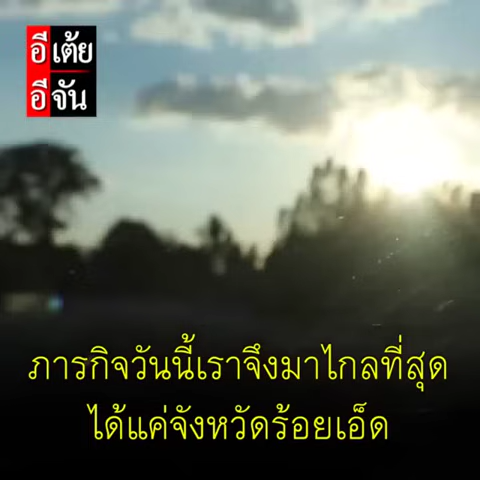 อีเต้ย
อีจัน
ภารกิจวันนี้เราจึงมาไกลที่สุด
ได้แค่จังหวัดร้อยเอ็ด